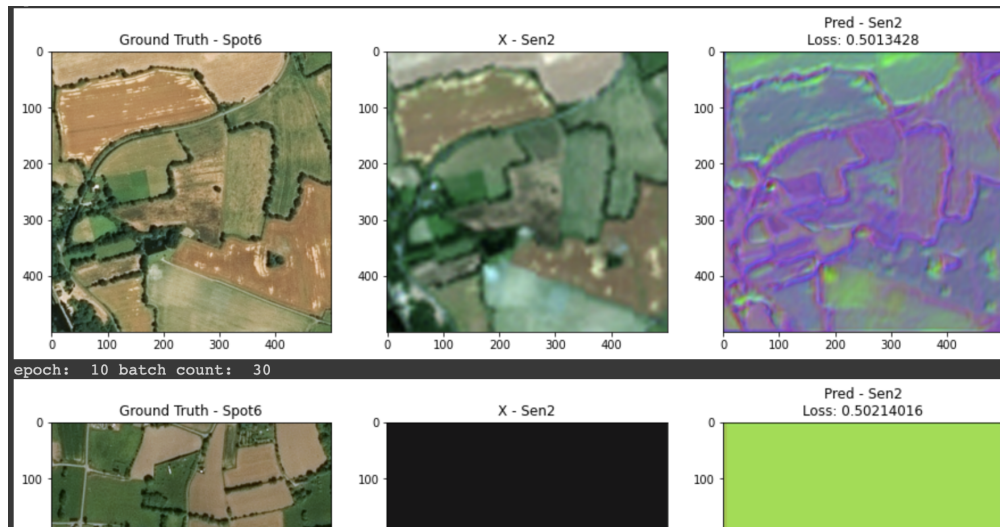 Ground Truth - Spot6
X - Sen2
Pred - Sen2
Loss: 0.5013428
0
100
200
300
400
0 200 300 400
0
100
200
300
400
0 100 200 300 400
0
100
200
300
400
0 100 200 300 400
epoch:  10 batch count:  30
Ground Truth - Spot6
X - Sen2
Pred - Sen2
Loss: 0.50214016
0
100
0
100
0
100